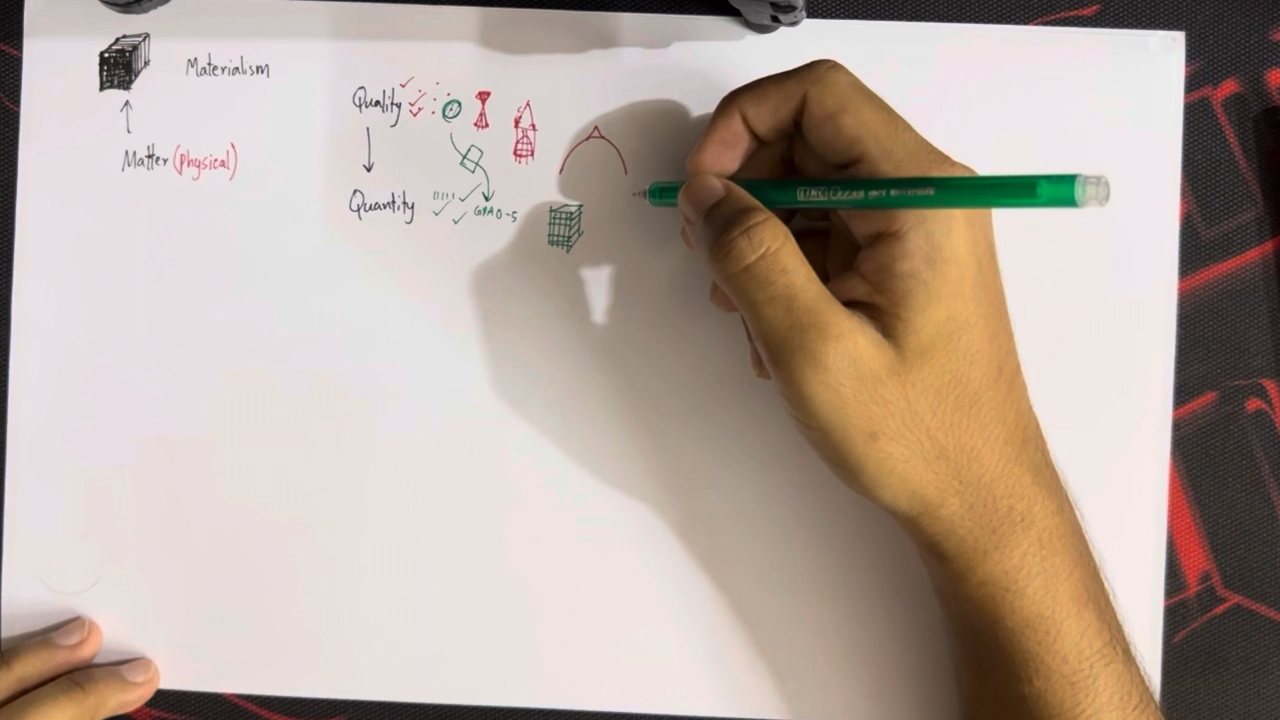 Materialism
Matter (physical)
Quality
Quantity
GPA 0-5